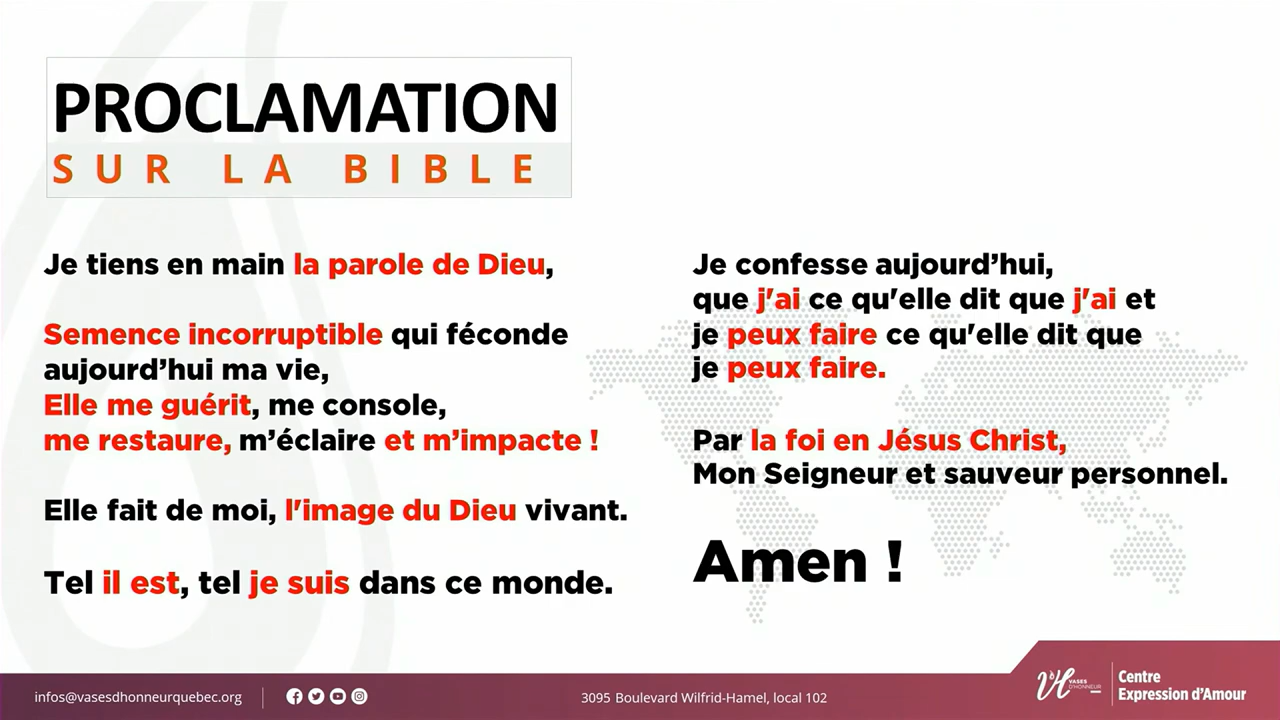 PROCLAMATION
SUR LA BIBLE
Je tiens en main la parole de Dieu,
Semence incorruptible qui féconde
aujourd’hui ma vie,
Elle me guérit, me console,
me restaure, m’éclaire et m’impacte !
Elle fait de moi, l'image du Dieu vivant.
Tel il est, tel je suis dans ce monde.
Je confesse aujourd’hui,
que j'ai ce qu'elle dit que j'ai et
je peux faire ce qu'elle dit que
je peux faire.
Par la foi en Jésus Christ,
Mon Seigneur et sauveur personnel.
Amen !
infos@vasesdhonneurquebec.org
3095 Boulevard Wilfrid-Hamel, local 102
VH VASES D'HONNEUR
Centre
Expression d’Amour